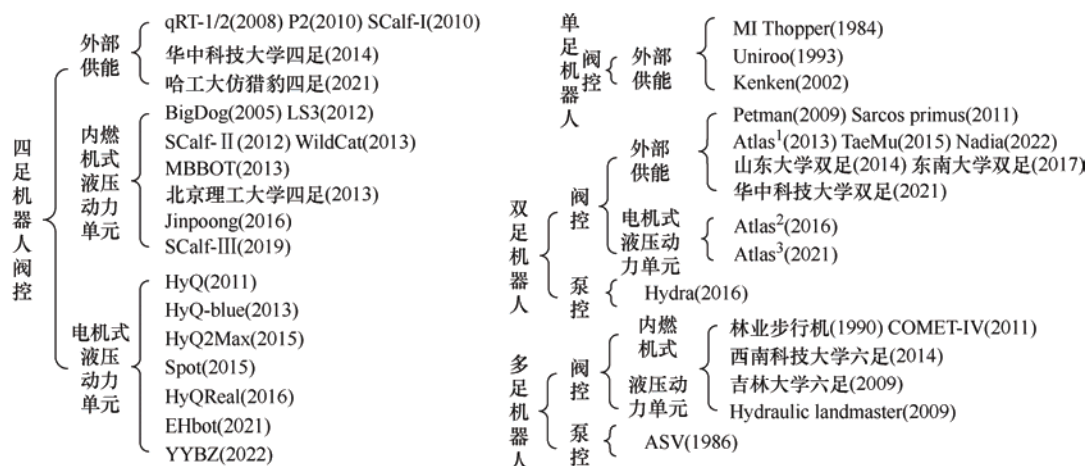 四足机器人阀控
外部供能
qRT-1/2(2008) P2(2010) SCalf-I(2010)
华中科技大学四足(2014)
哈工大仿猎豹四足(2021)
内燃机式液压动力单元
BigDog(2005) LS3(2012)
SCalf-Ⅱ(2012) WildCat(2013)
MBBOT(2013)
北京理工大学四足(2013)
Jinpoong(2016)
SCalf-Ⅲ(2019)
电机式液压动力单元
HyQ(2011)
HyQ-blue(2013)
HyQ2Max(2015)
Spot(2015)
HyQReal(2016)
EHbot(2021)
YYBZ(2022)
单足机器人
阀控
外部供能
MI Thopper(1984)
Uniroo(1993)
Kenken(2002)
双足机器人
阀控
外部供能
Petman(2009) Sarcos primus(2011)
Atlas¹(2013) TaeMu(2015) Nadia(2022)
山东大学双足(2014) 东南大学双足(2017)
华中科技大学双足(2021)
电机式液压动力单元
Atlas²(2016)
Atlas³(2021)
泵控
Hydra(2016)
多足机器人
阀控
内燃机式
液压动力单元
林业步行机(1990) COMET-IV(2011)
西南科技大学六足(2014)
吉林大学六足(2009)
Hydraulic landmaster(2009)
泵控
ASV(1986)